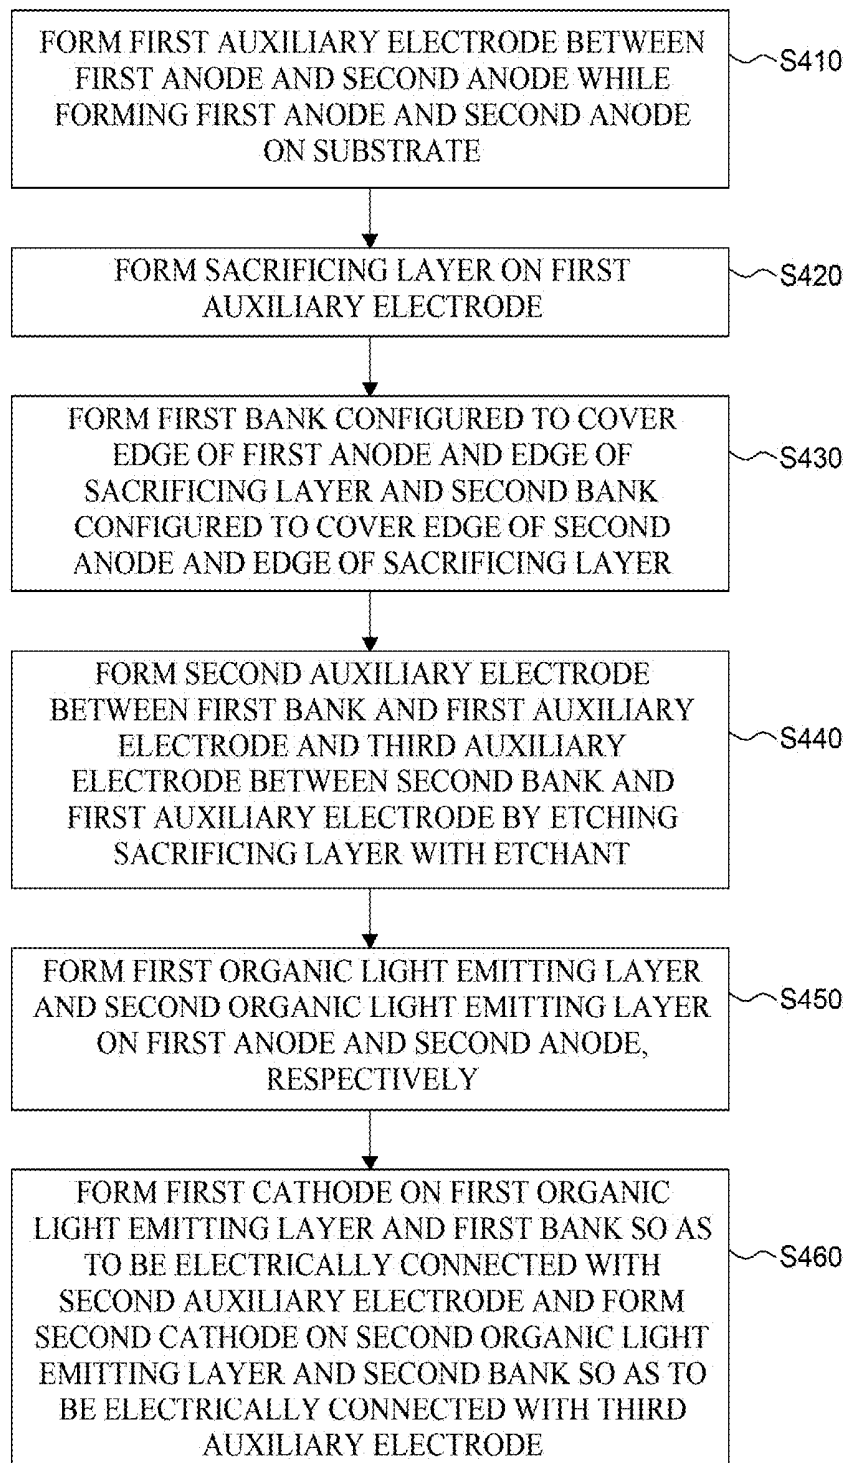 FORM FIRST AUXILIARY ELECTRODE BETWEEN
FIRST ANODE AND SECOND ANODE WHILE
FORMING FIRST ANODE AND SECOND ANODE
ON SUBSTRATE
S410
FORM SACRIFICING LAYER ON FIRST
AUXILIARY ELECTRODE
S420
FORM FIRST BANK CONFIGURED TO COVER
EDGE OF FIRST ANODE AND EDGE OF
SACRIFICING LAYER AND SECOND BANK
CONFIGURED TO COVER EDGE OF SECOND
ANODE AND EDGE OF SACRIFICING LAYER
S430
FORM SECOND AUXILIARY ELECTRODE
BETWEEN FIRST BANK AND FIRST AUXILIARY
ELECTRODE AND THIRD AUXILIARY
ELECTRODE BETWEEN SECOND BANK AND
FIRST AUXILIARY ELECTRODE BY ETCHING
SACRIFICING LAYER WITH ETCHANT
S440
FORM FIRST ORGANIC LIGHT EMITTING LAYER
AND SECOND ORGANIC LIGHT EMITTING LAYER
ON FIRST ANODE AND SECOND ANODE,
RESPECTIVELY
S450
FORM FIRST CATHODE ON FIRST ORGANIC
LIGHT EMITTING LAYER AND FIRST BANK SO AS
TO BE ELECTRICALLY CONNECTED WITH
SECOND AUXILIARY ELECTRODE AND FORM
SECOND CATHODE ON SECOND ORGANIC LIGHT
EMITTING LAYER AND SECOND BANK SO AS TO
BE ELECTRICALLY CONNECTED WITH THIRD
AUXILIARY ELECTRODE
S460